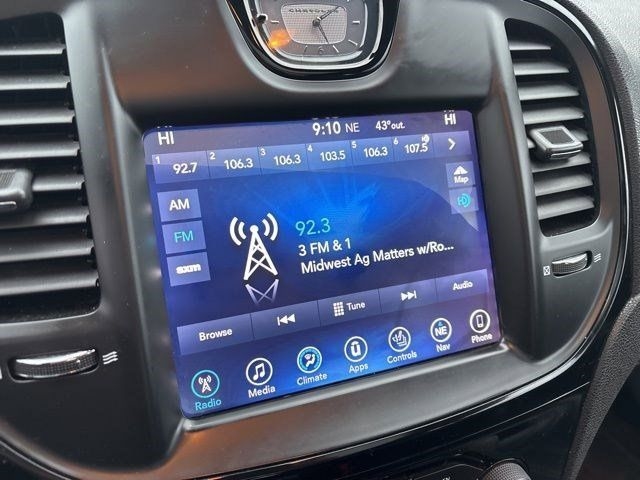 CHRYSLER
HI 9:10 NE 43° out. HI
1 92.7 2 106.3 3 106.3 4 103.5 5 106.3 6 107.5
AM
Map
FM
92.3
3 FM & 1
sxm
Midwest Ag Matters w/Ro...
Browse Tune Audio
Radio Media Climate Apps Controls NE Nav Phone